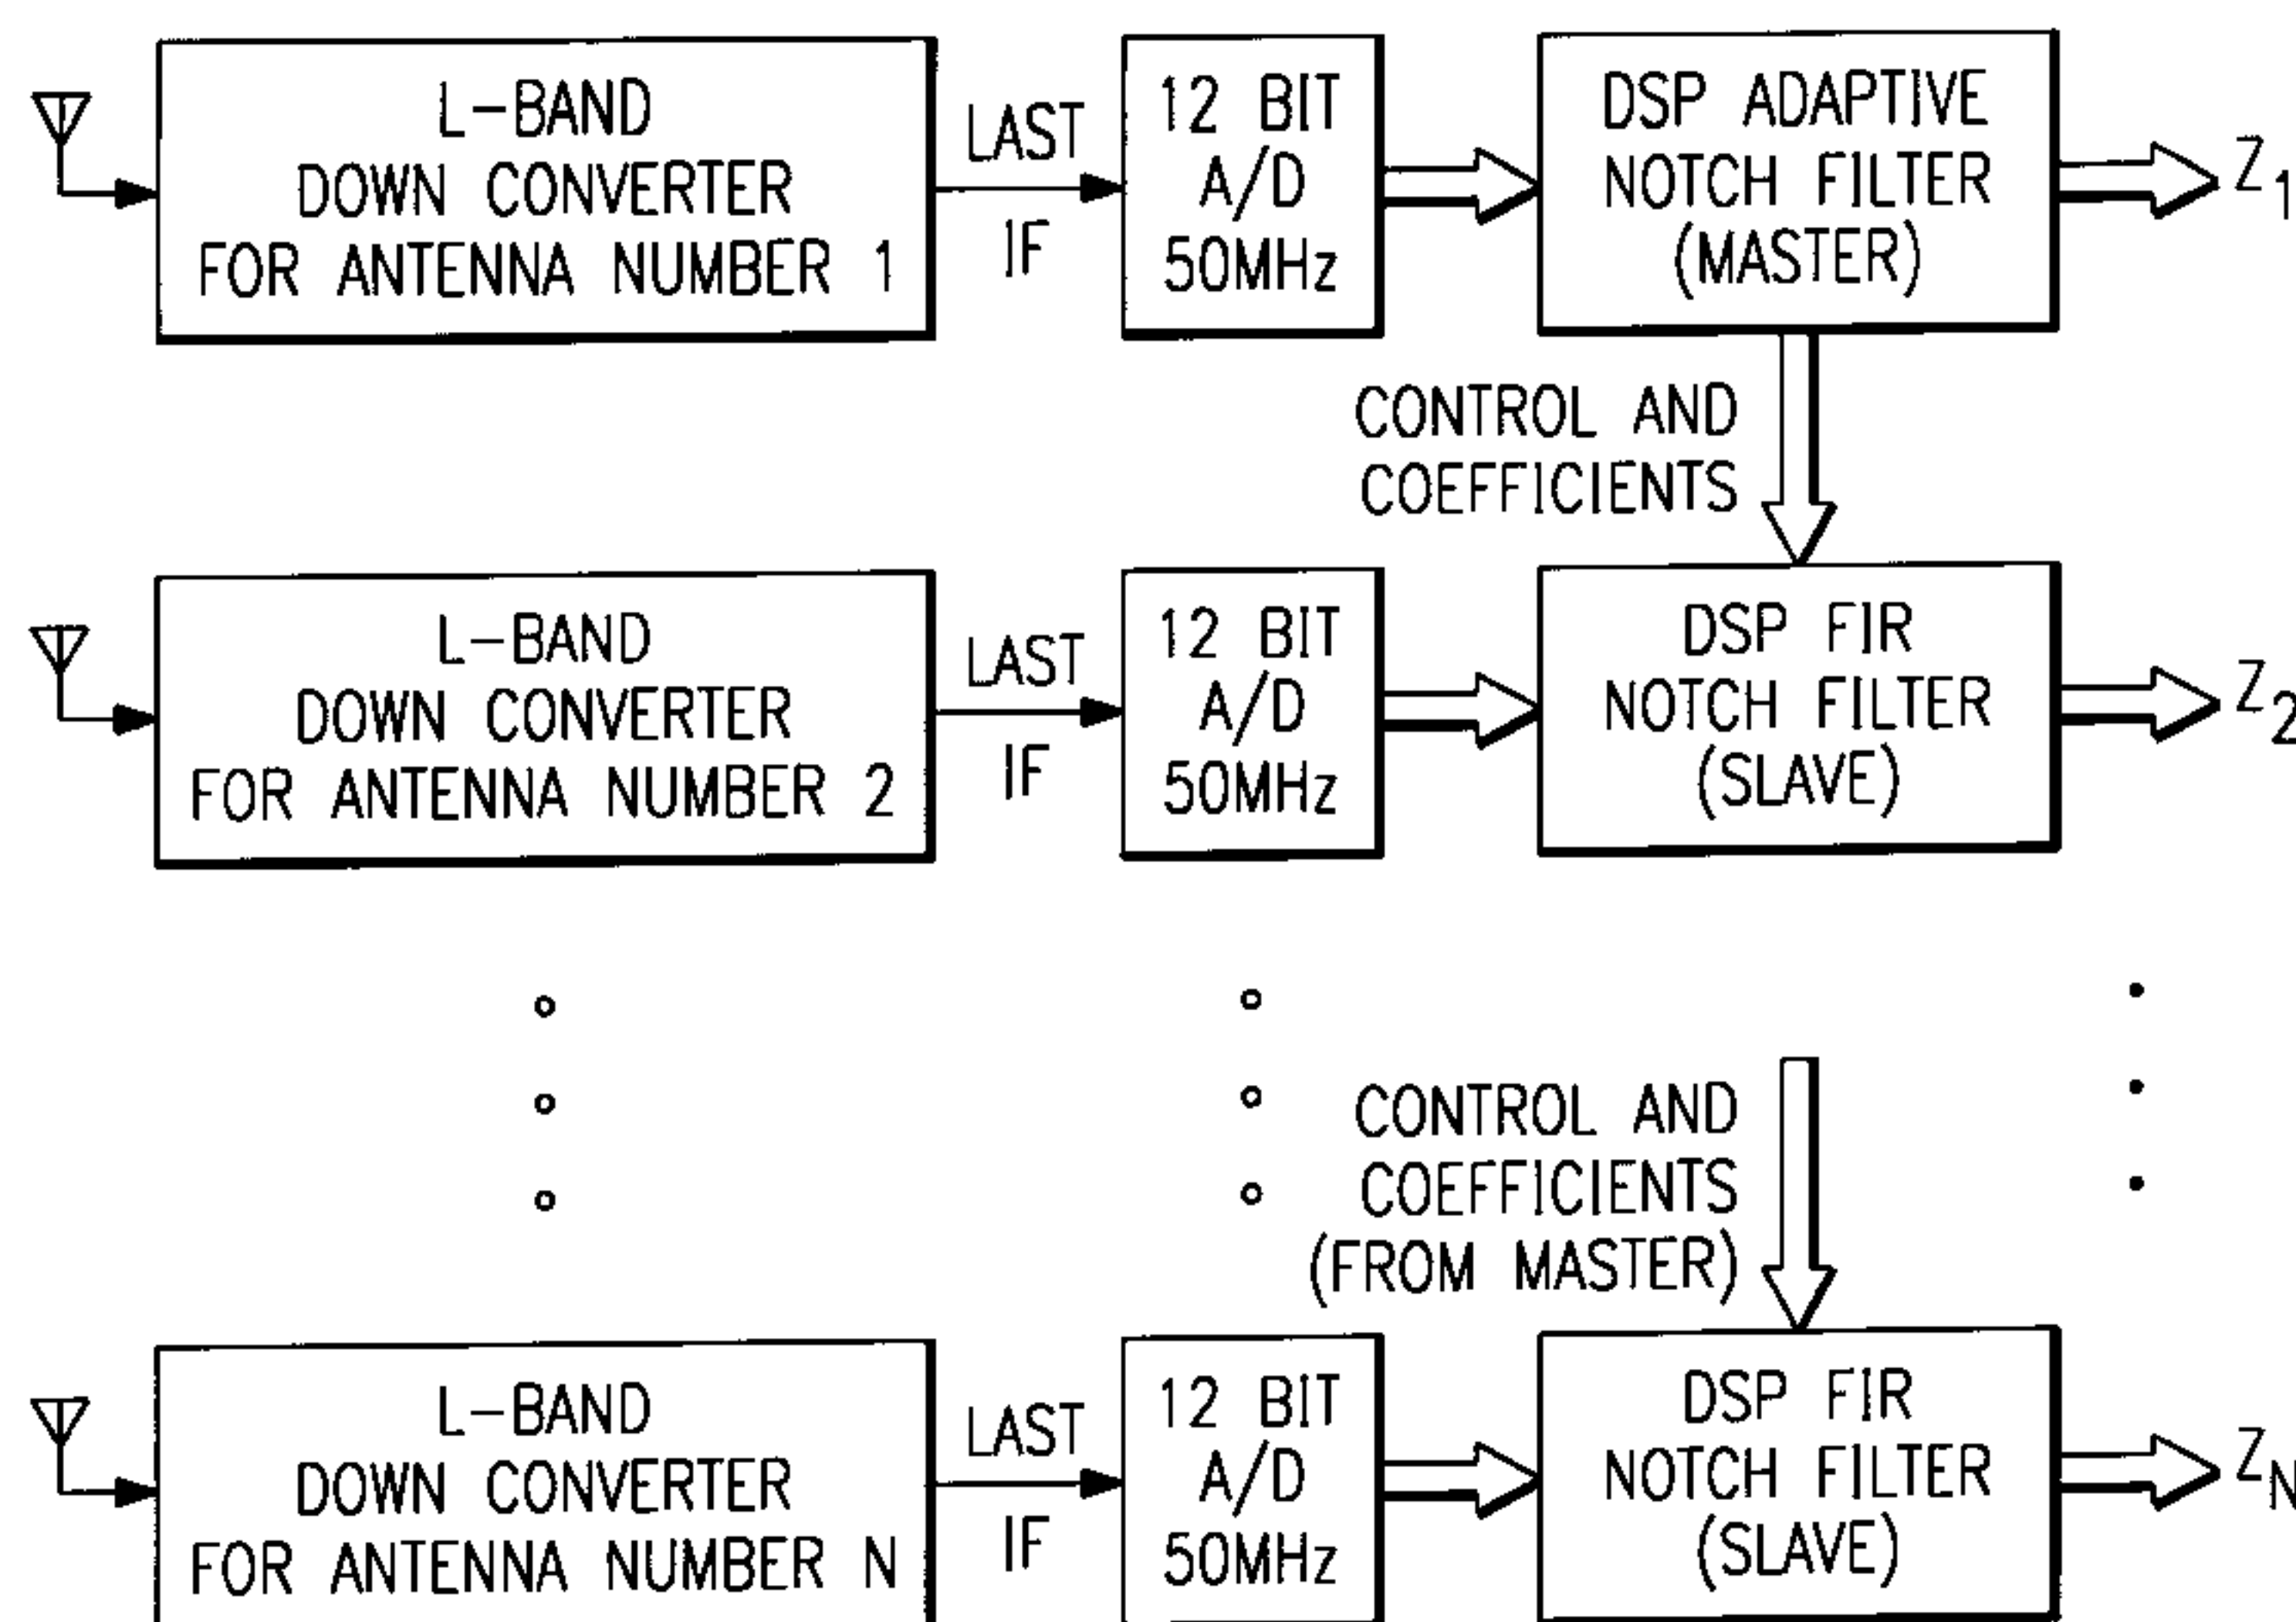 L-BAND
DOWN CONVERTER
FOR ANTENNA NUMBER 1
LAST
IF
12 BIT
A/D
50MHz
DSP ADAPTIVE
NOTCH FILTER
(MASTER)
Z1
CONTROL AND
COEFFICIENTS
L-BAND
DOWN CONVERTER
FOR ANTENNA NUMBER 2
LAST
IF
12 BIT
A/D
50MHz
DSP FIR
NOTCH FILTER
(SLAVE)
Z2
CONTROL AND
COEFFICIENTS
(FROM MASTER)
L-BAND
DOWN CONVERTER
FOR ANTENNA NUMBER N
LAST
IF
12 BIT
A/D
50MHz
DSP FIR
NOTCH FILTER
(SLAVE)
ZN